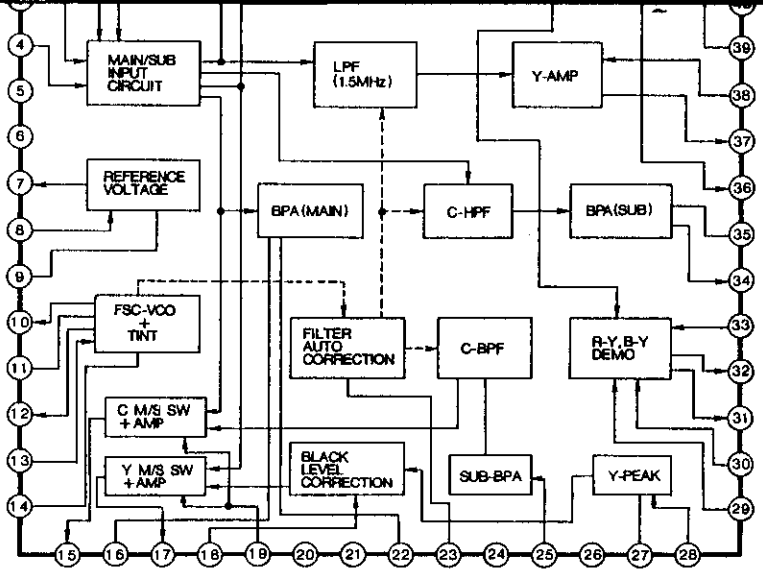 4
5
6
7
8
9
10
11
12
13
14
15
16
17
18
19
20
21
22
23
24
25
26
27
28
29
30
31
32
33
34
35
36
37
38
39
MAIN/SUB
INPUT
CIRCUIT
LPF
(1.5MHz)
Y-AMP
REFERENCE
VOLTAGE
BPA(MAIN)
C-HPF
BPA(SUB)
FSC-VCO
+
TINT
FILTER
AUTO
CORRECTION
C-BPF
R-Y, B-Y
DEMO
C M/S SW
+AMP
Y M/S SW
+AMP
BLACK
LEVEL
CORRECTION
SUB-BPA
Y-PEAK